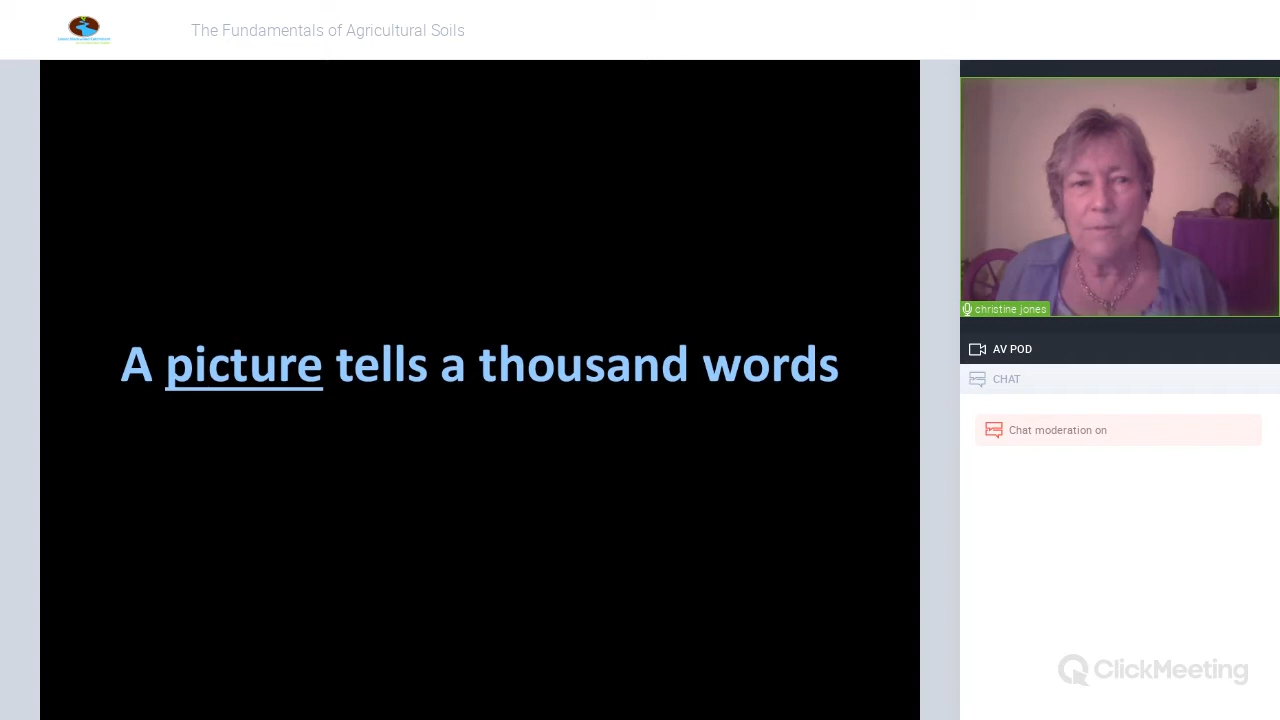 The Fundamentals of Agricultural Soils
A picture tells a thousand words
christine jones
AV POD
CHAT
Chat moderation on
ClickMeeting